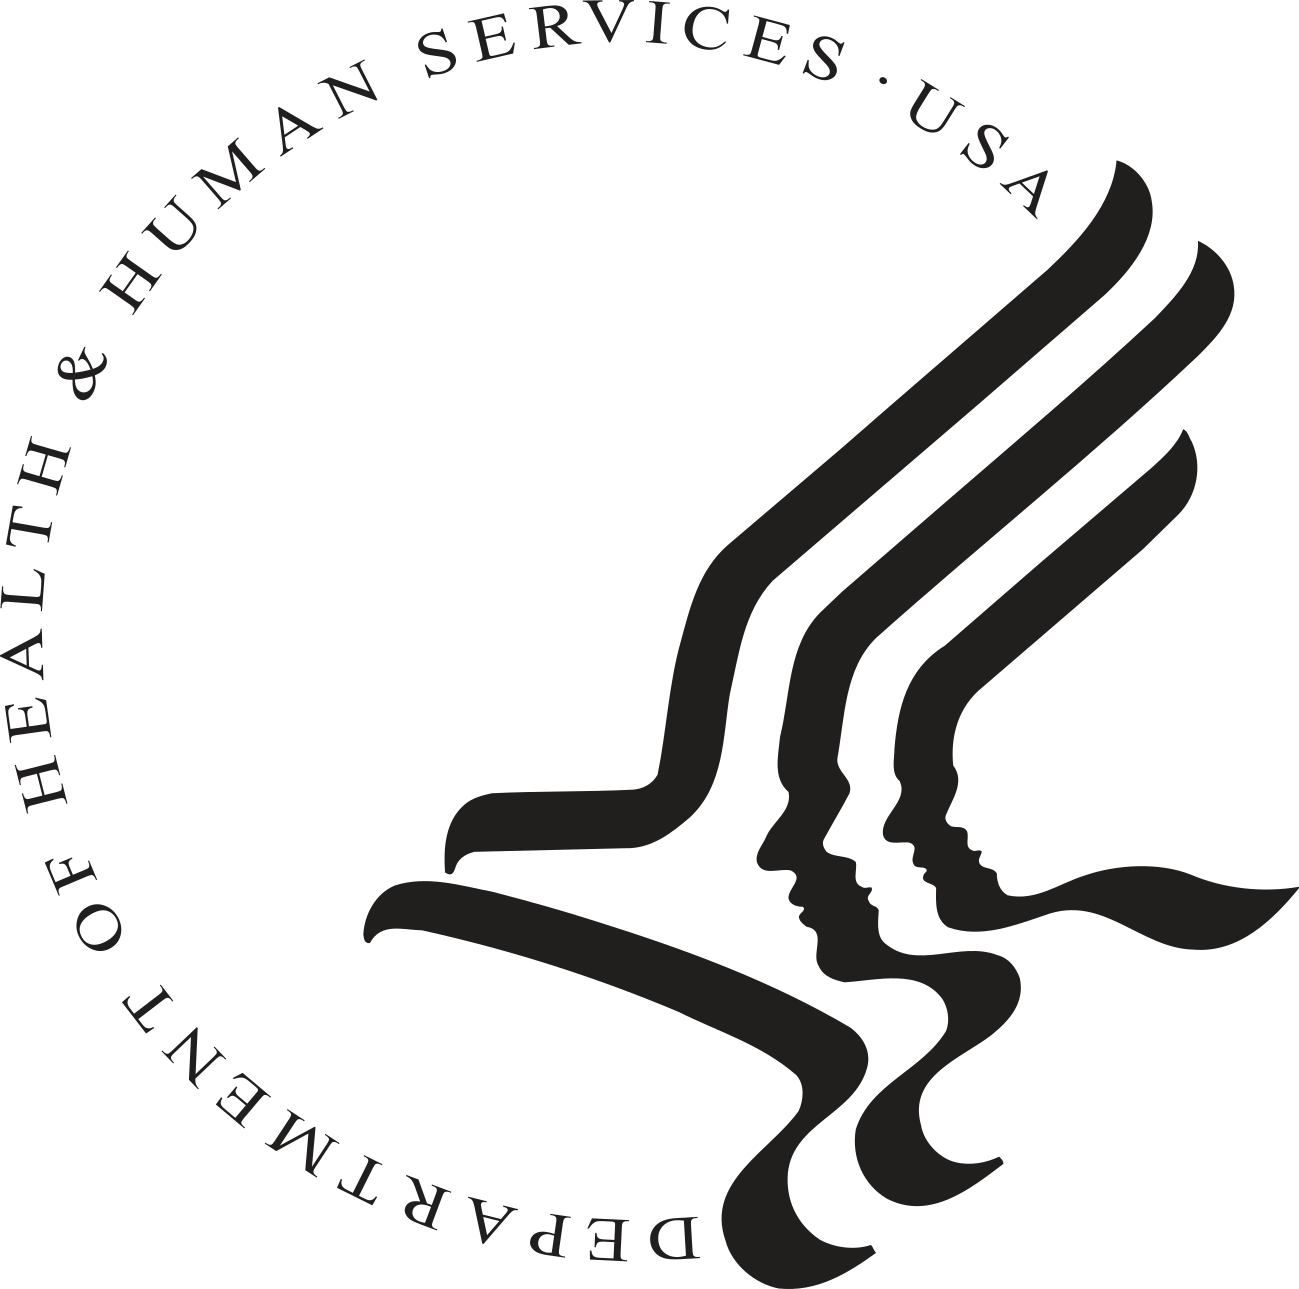 DEPARTMENT OF HEALTH & HUMAN SERVICES · USA